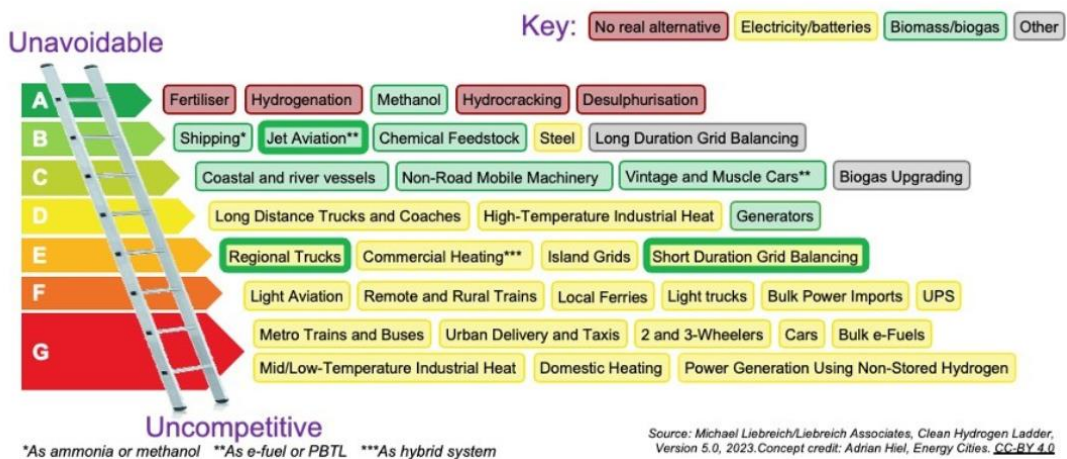 Key: No real alternative Electricity/batteries Biomass/biogas Other
Unavoidable
A Fertiliser Hydrogenation Methanol Hydrocracking Desulphurisation
B Shipping* Jet Aviation** Chemical Feedstock Steel Long Duration Grid Balancing
C Coastal and river vessels Non-Road Mobile Machinery Vintage and Muscle Cars** Biogas Upgrading
D Long Distance Trucks and Coaches High-Temperature Industrial Heat Generators
E Regional Trucks Commercial Heating*** Island Grids Short Duration Grid Balancing
F Light Aviation Remote and Rural Trains Local Ferries Light trucks Bulk Power Imports UPS
G Metro Trains and Buses Urban Delivery and Taxis 2 and 3-Wheelers Cars Bulk e-Fuels
Mid/Low-Temperature Industrial Heat Domestic Heating Power Generation Using Non-Stored Hydrogen
Uncompetitive
*As ammonia or methanol **As e-fuel or PBTL ***As hybrid system
Source: Michael Liebreich/Liebreich Associates, Clean Hydrogen Ladder,
Version 5.0, 2023.Concept credit: Adrian Hiel, Energy Cities. CC-BY 4.0